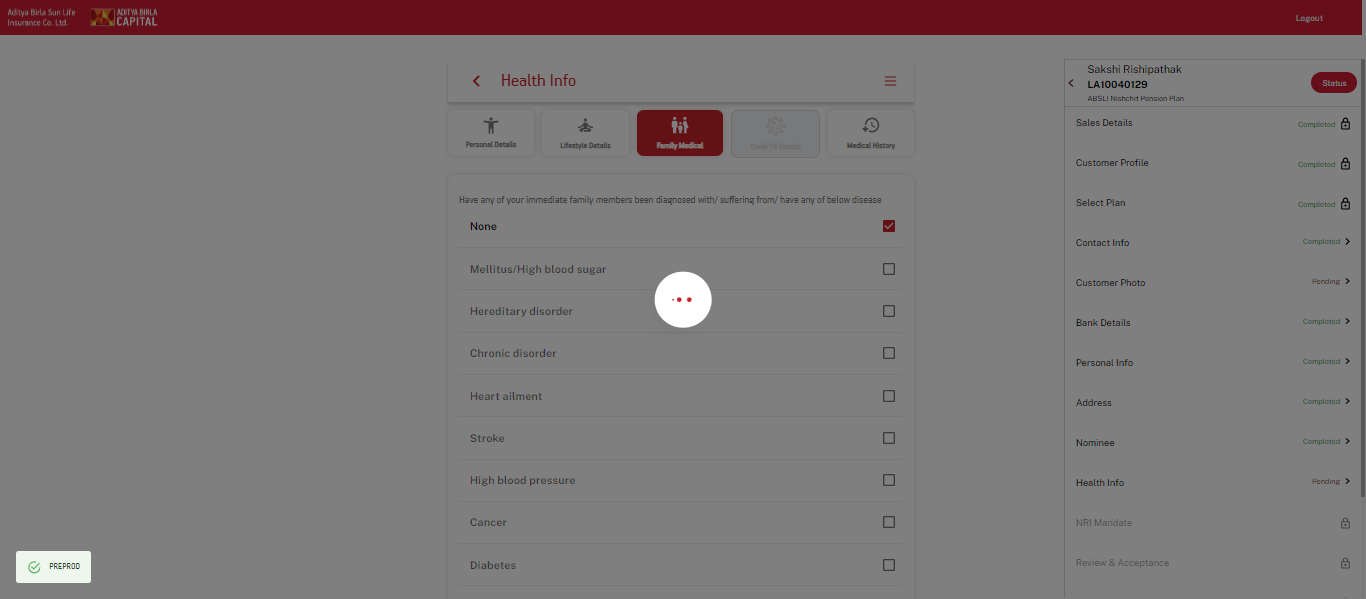 Aditya Birla Sun Life
Insurance Co. Ltd.
ADITYA BIRLA
CAPITAL
Logout
Health Info
Personal Details
Lifestyle Details
Family Medical
Covid 19 Details
Medical History
Have any of your immediate family members been diagnosed with/ suffering from/ have any of below disease
None
Mellitus/High blood sugar
Hereditary disorder
Chronic disorder
Heart ailment
Stroke
High blood pressure
Cancer
Diabetes
PREPROD
Sakshi Rishipathak
LA10040129
ABSLI Nishchit Pension Plan
Status
Sales Details Completed
Customer Profile Completed
Select Plan Completed
Contact Info Completed
Customer Photo Pending
Bank Details Completed
Personal Info Completed
Address Completed
Nominee Completed
Health Info Pending
NRI Mandate
Review & Acceptance